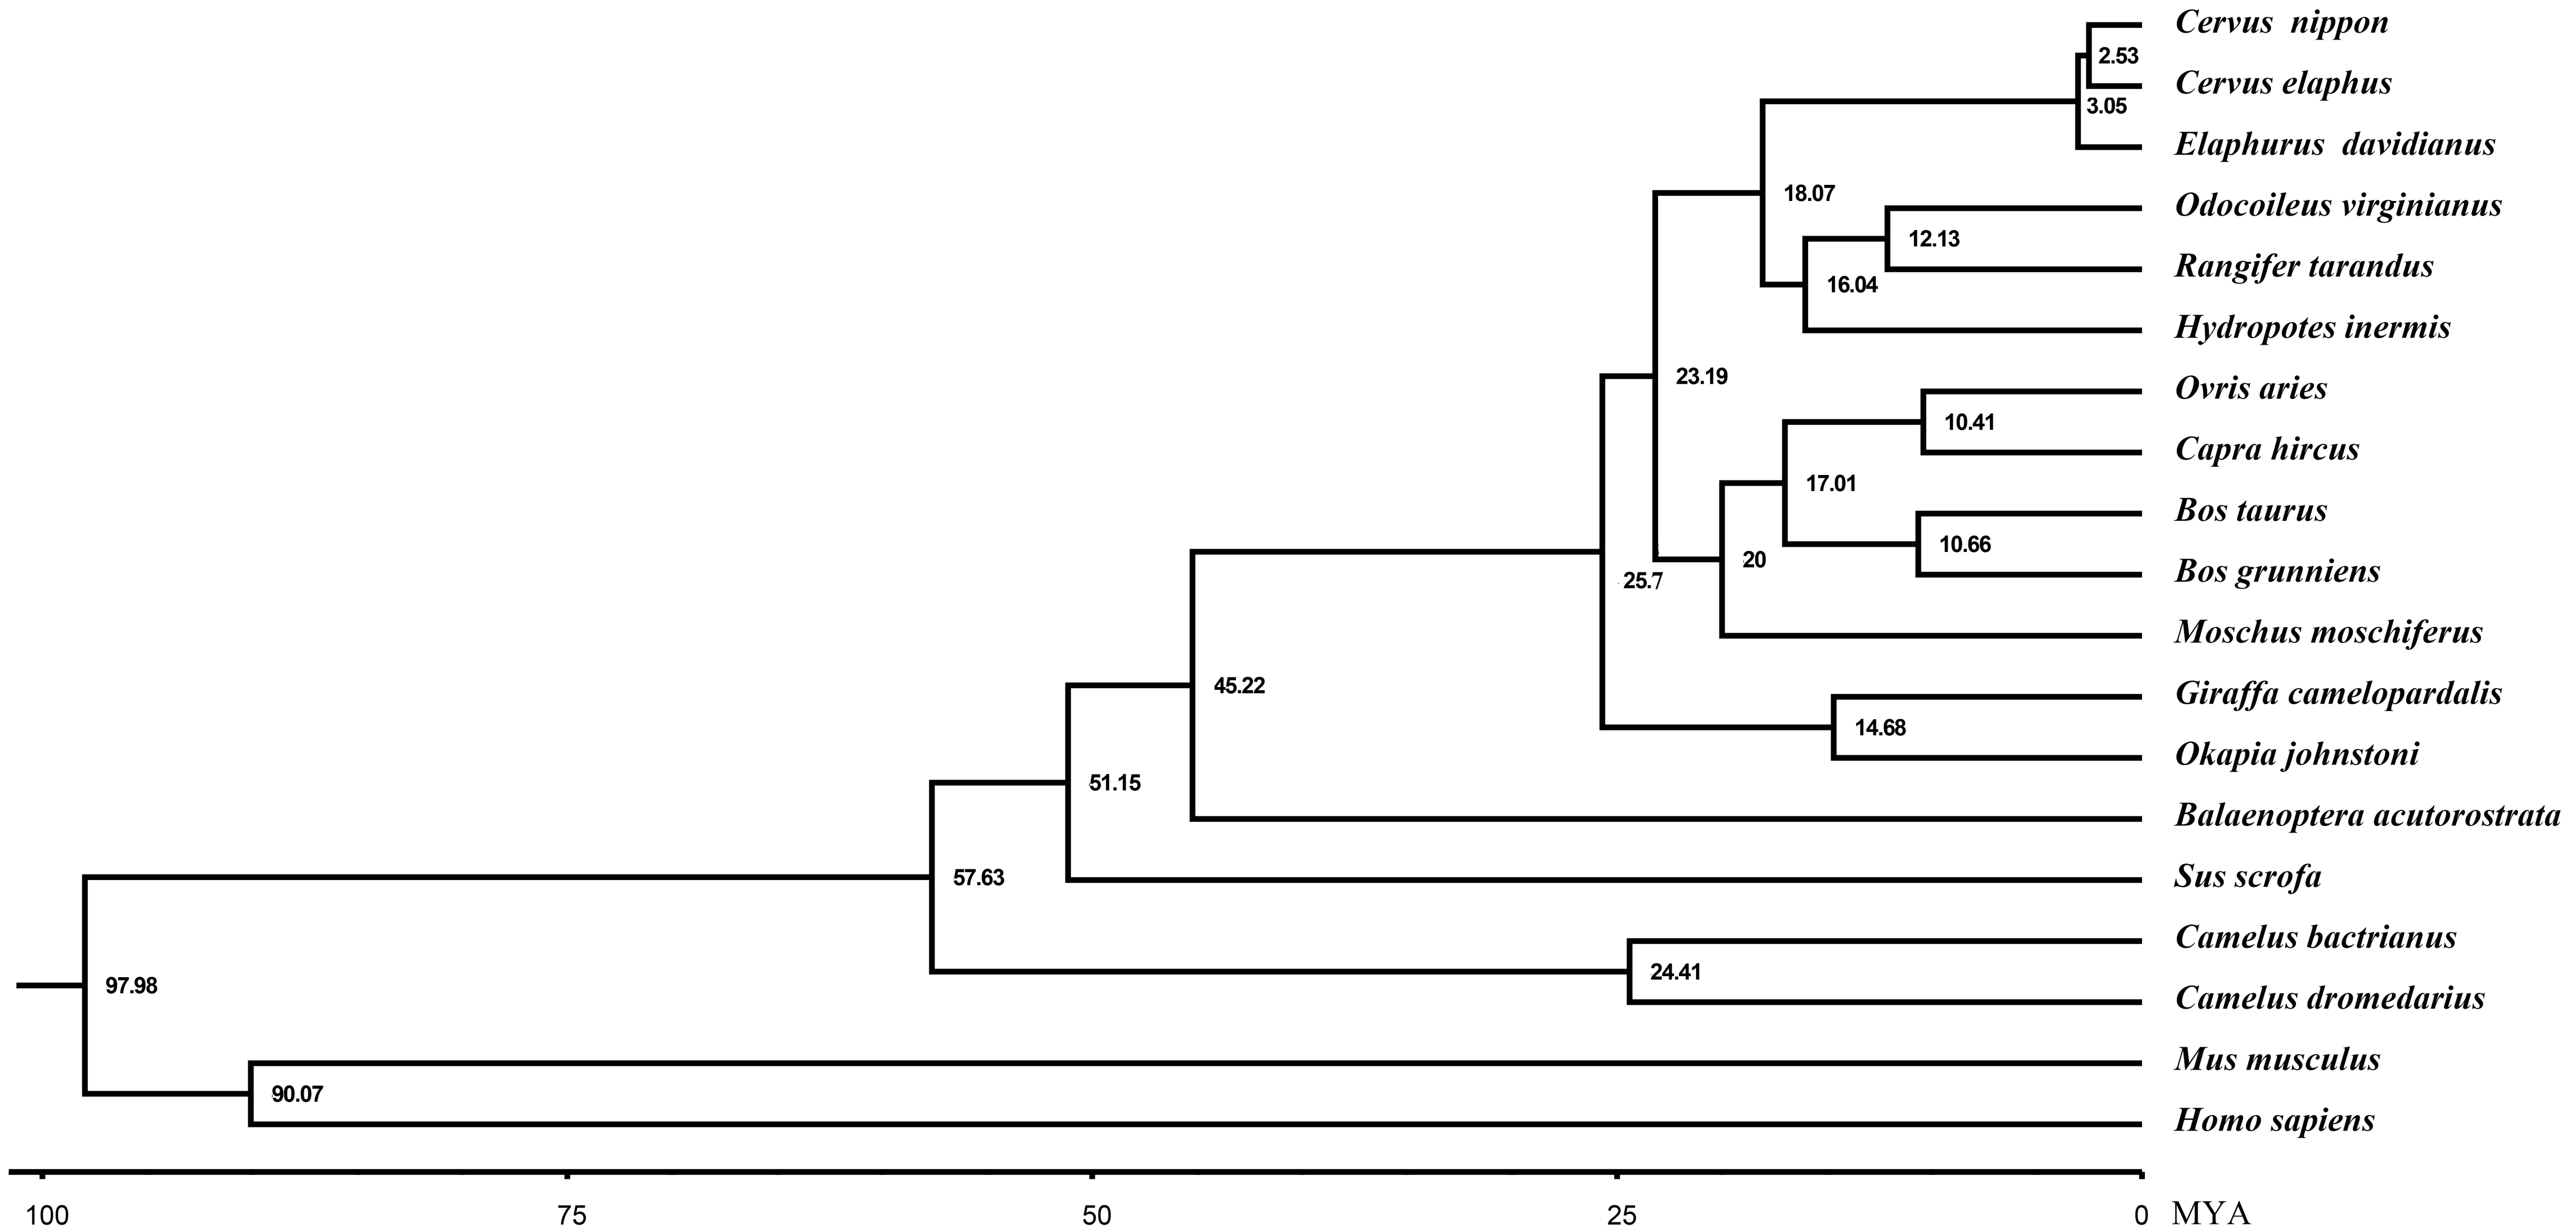 Cervus nippon
2.53
Cervus elaphus
3.05
Elaphurus davidianus
18.07
Odocoileus virginianus
12.13
Rangifer tarandus
16.04
Hydropotes inermis
23.19
Ovris aries
10.41
Capra hircus
17.01
Bos taurus
10.66
20
25.7
Bos grunniens
Moschus moschiferus
45.22
Giraffa camelopardalis
14.68
Okapia johnstoni
51.15
Balaenoptera acutorostrata
57.63
Sus scrofa
Camelus bactrianus
24.41
97.98
Camelus dromedarius
Mus musculus
90.07
Homo sapiens
100 75 50 25 0 MYA